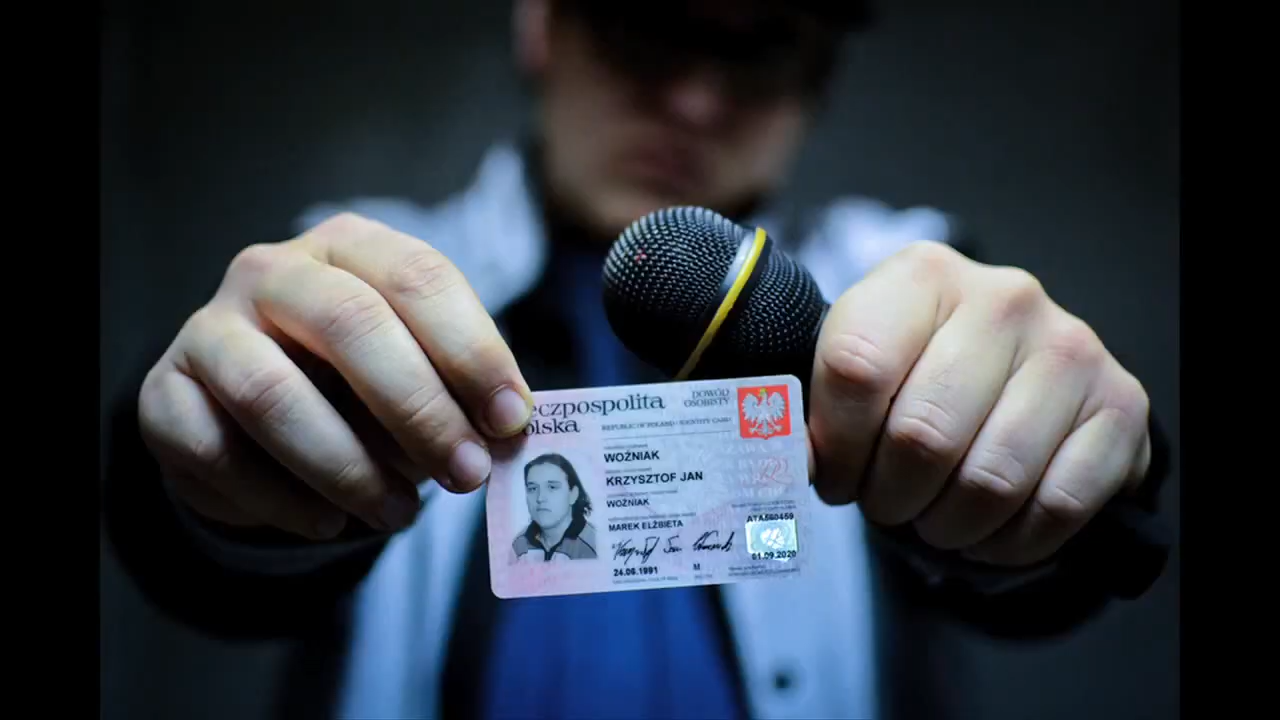 eczpospolita
olska
DOWÓD
OSOBISTY
REPUBLIC OF POLAND / IDENTITY CARD
WOŹNIAK
KRZYSZTOF JAN
WOŹNIAK
MAREK ELŻBIETA
ATA560459
01.09.2020
24.06.1991
M